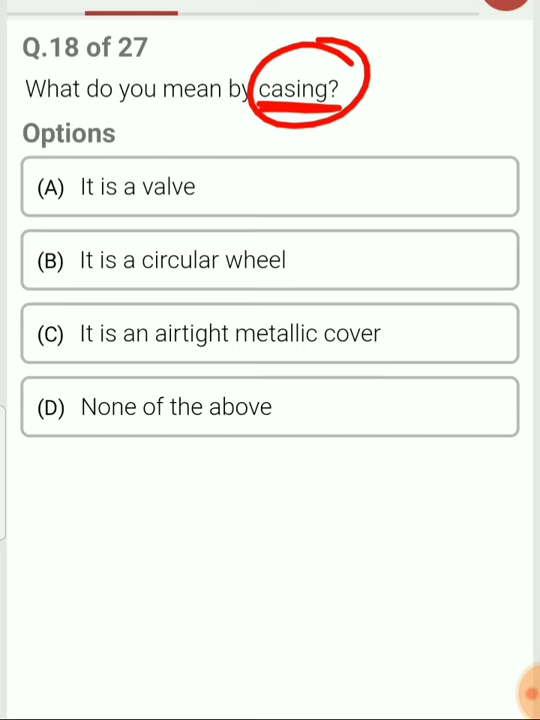 Q.18 of 27
What do you mean by casing?
Options
(A) It is a valve
(B) It is a circular wheel
(C) It is an airtight metallic cover
(D) None of the above